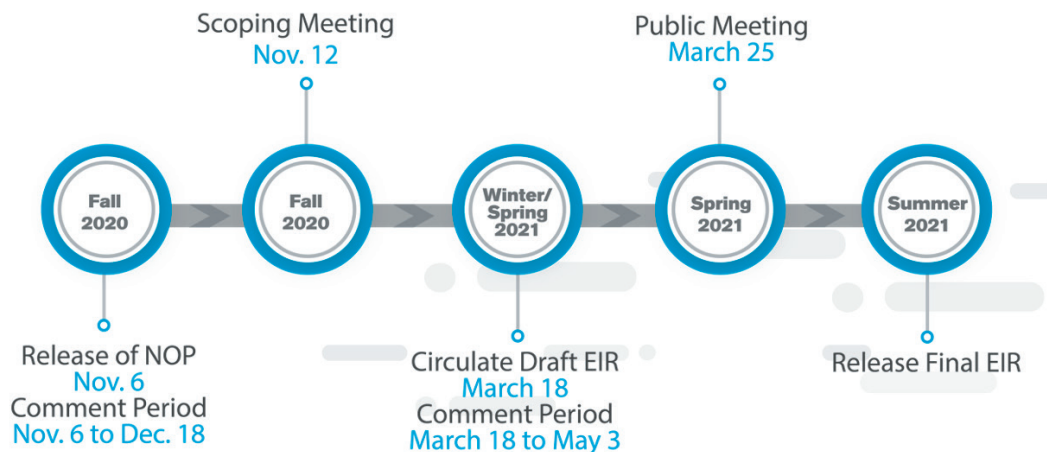 Scoping Meeting
Nov. 12
Public Meeting
March 25
Fall
2020
Fall
2020
Winter/
Spring
2021
Spring
2021
Summer
2021
Release of NOP
Nov. 6
Comment Period
Nov. 6 to Dec. 18
Circulate Draft EIR
March 18
Comment Period
March 18 to May 3
Release Final EIR